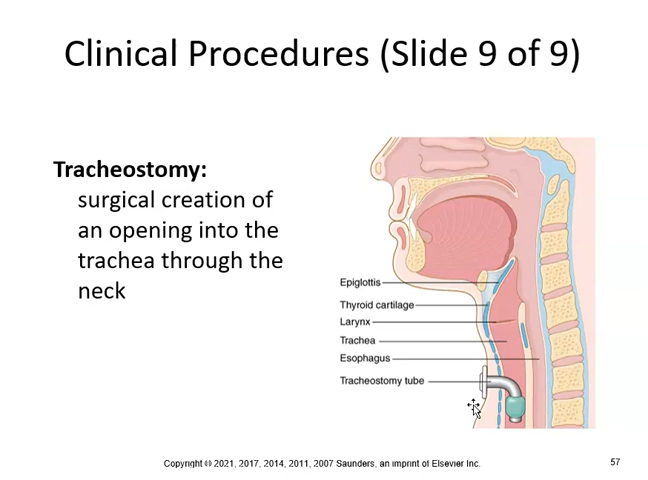 Clinical Procedures (Slide 9 of 9)
Tracheostomy:
surgical creation of
an opening into the
trachea through the
neck
Epiglottis
Thyroid cartilage
Larynx
Trachea
Esophagus
Tracheostomy tube
Copyright © 2021, 2017, 2014, 2011, 2007 Saunders, an imprint of Elsevier Inc.
57